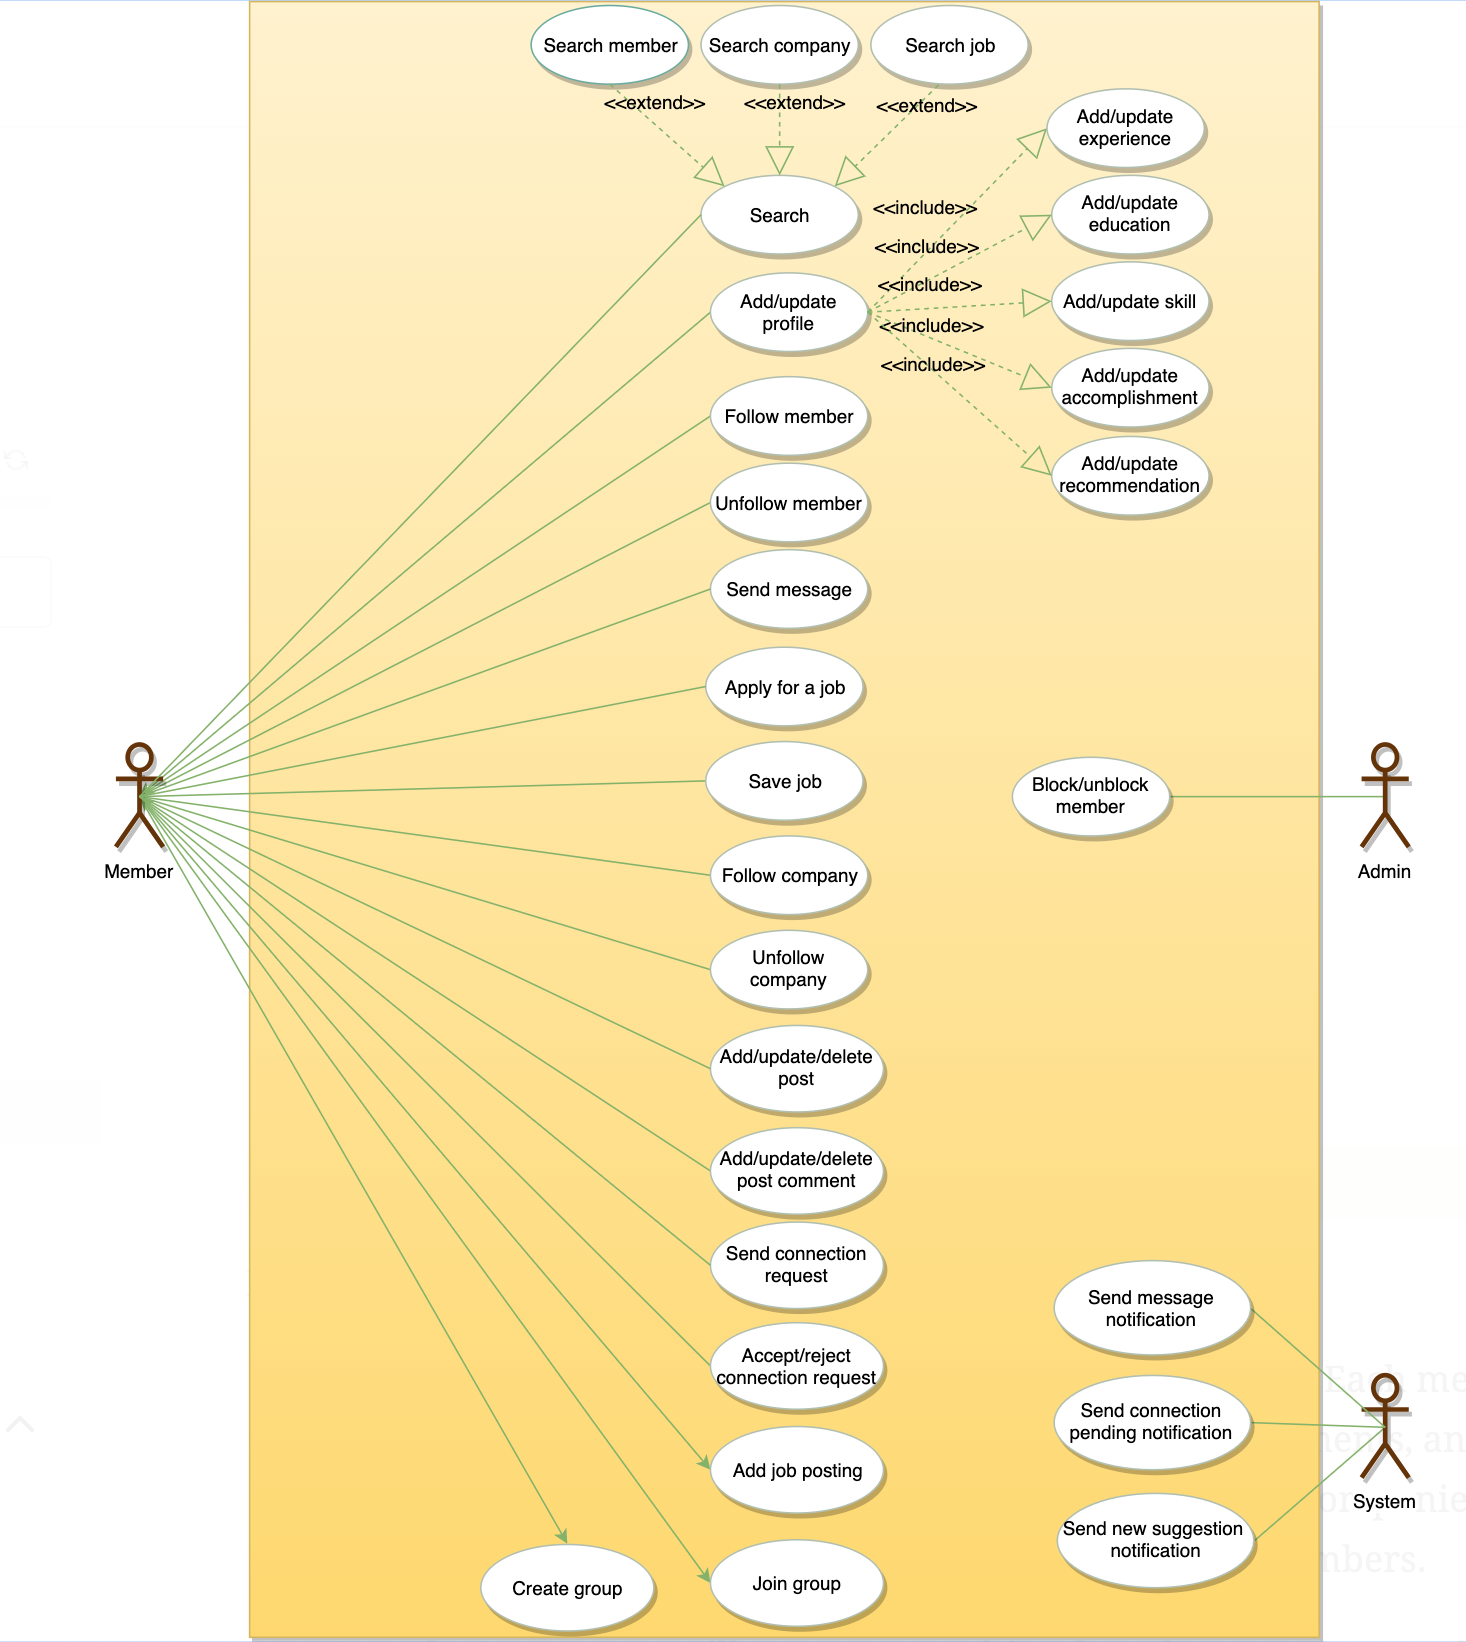 Search member
Search company
Search job
<<extend>>
<<extend>>
<<extend>>
Add/update
experience
Search
<<include>>
Add/update
education
<<include>>
<<include>>
Add/update skill
Add/update
profile
<<include>>
<<include>>
Add/update
accomplishment
Follow member
Add/update
recommendation
Unfollow member
Send message
Apply for a job
Save job
Block/unblock
member
Member
Admin
Follow company
Unfollow
company
Add/update/delete
post
Add/update/delete
post comment
Send connection
request
Send message
notification
Accept/reject
connection request
Each me
Send connection
pending notification
, an
Add job posting
System
Send new suggestion
notification
mbers.
Join group
Create group